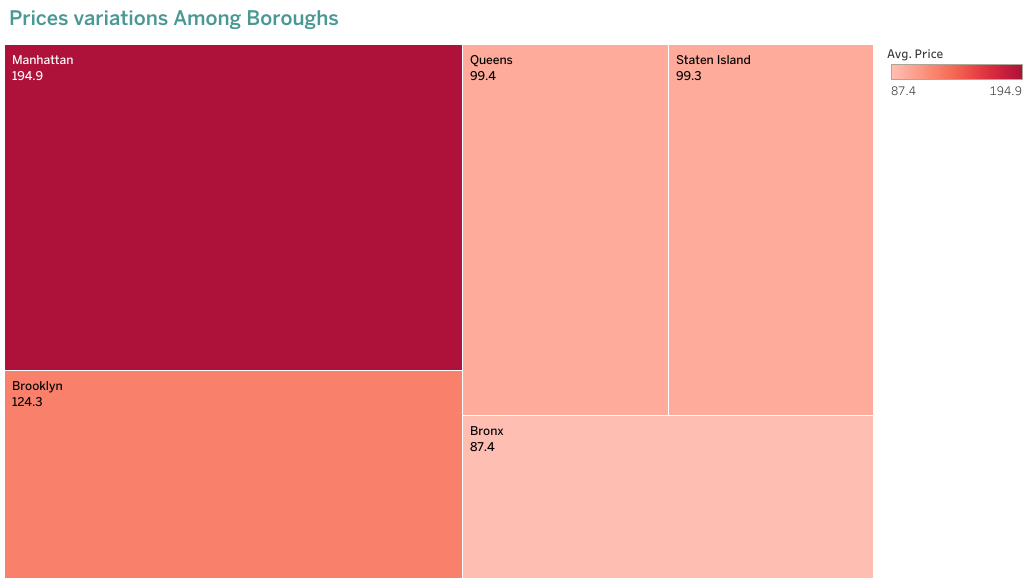 Prices variations Among Boroughs
Manhattan
194.9
Queens
99.4
Staten Island
99.3
Avg. Price
87.4 194.9
Brooklyn
124.3
Bronx
87.4